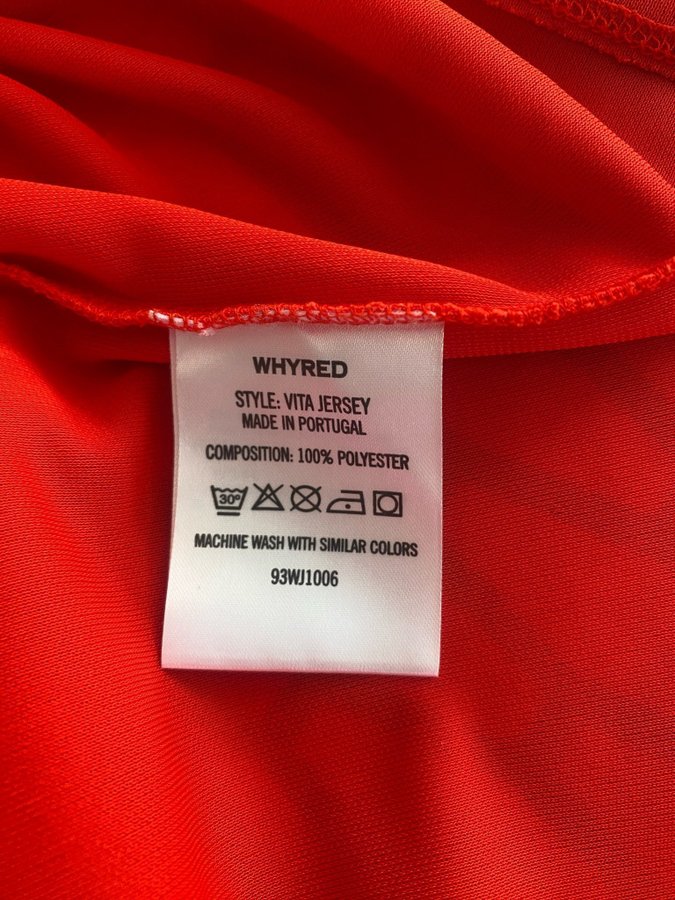 WHYRED
STYLE: VITA JERSEY
MADE IN PORTUGAL
COMPOSITION: 100% POLYESTER
30°
MACHINE WASH WITH SIMILAR COLORS
93WJ1006